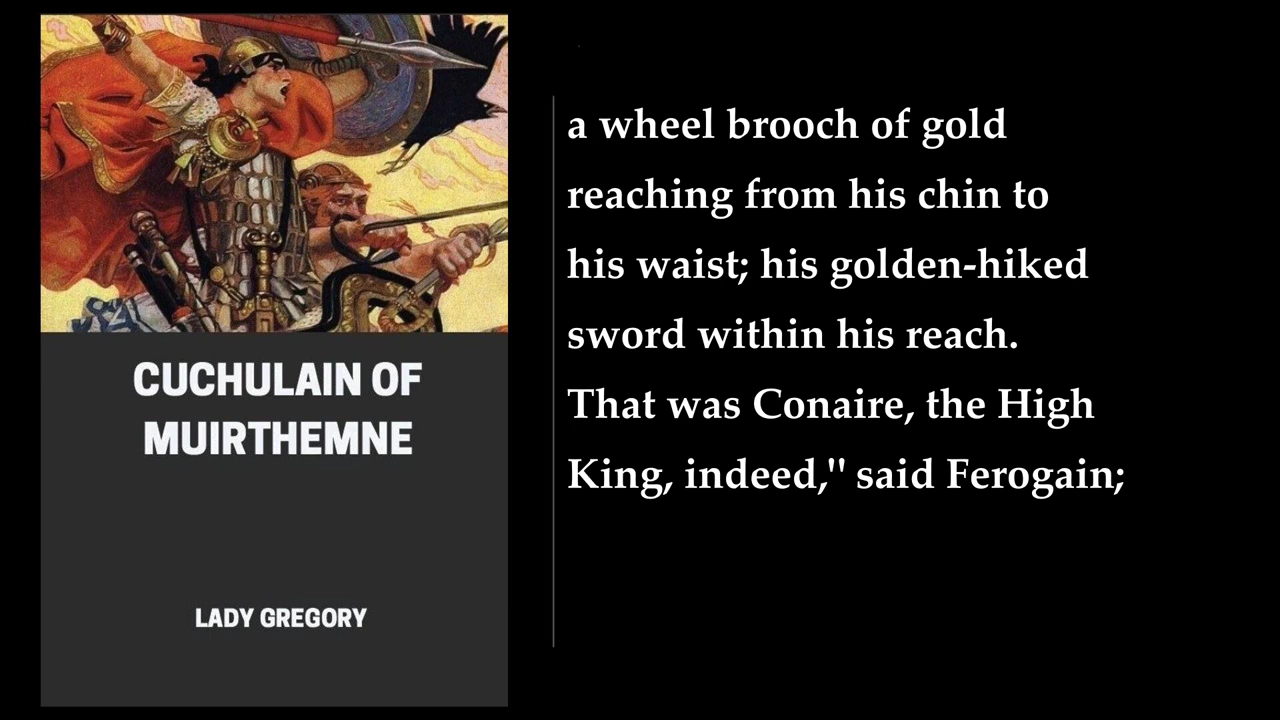 CUCHULAIN OF
MUIRTHEMNE
LADY GREGORY
a wheel brooch of gold
reaching from his chin to
his waist; his golden-hiked
sword within his reach.
That was Conaire, the High
King, indeed," said Ferogain;